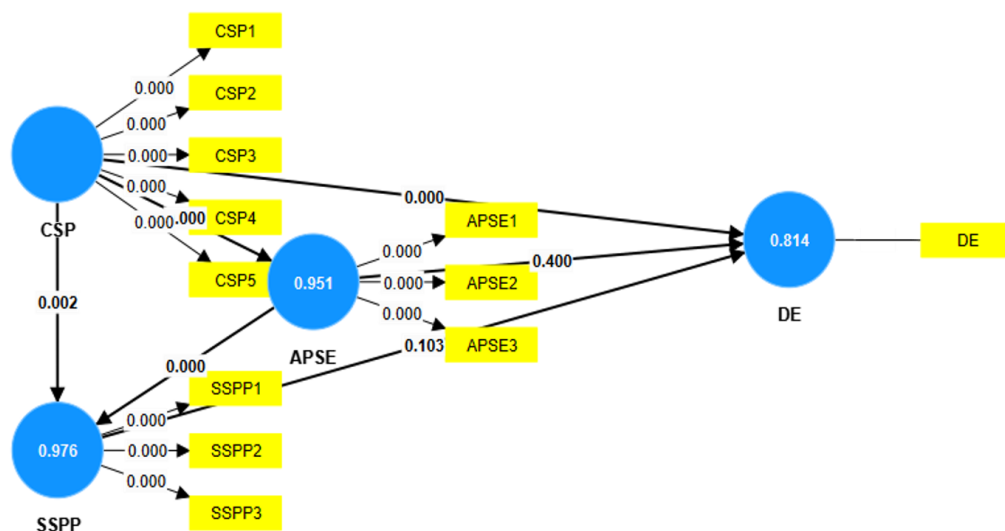 CSP1
0.000
CSP2
0.000
CSP3
0.000
0.000
CSP4
0.000
CSP5
CSP
.000
0.000
0.002
APSE1
0.000
APSE2
0.000
APSE3
0.000
0.951
APSE
0.400
0.814
DE
DE
0.103
0.000
SSPP1
0.000
SSPP2
0.000
SSPP3
0.000
0.976
SSPP